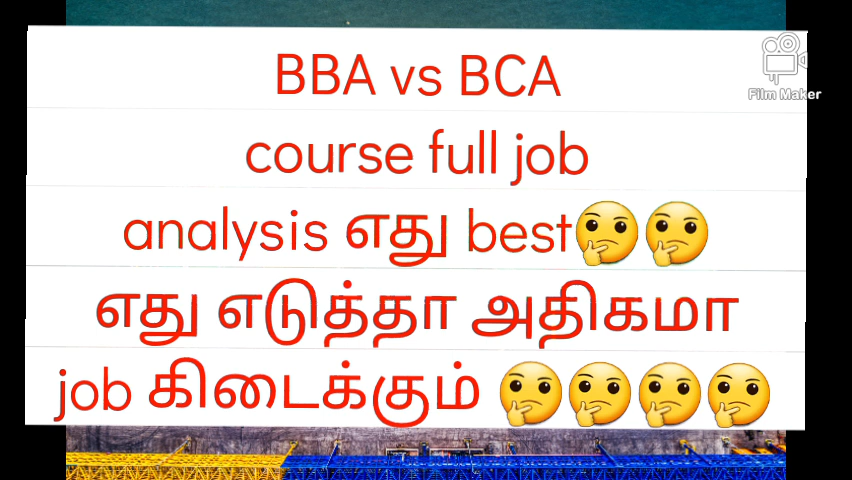 BBA vs BCA
course full job
analysis எது best🤔🤔
எது எடுத்தா அதிகமா
job கிடைக்கும் 🤔🤔🤔🤔
Film Maker